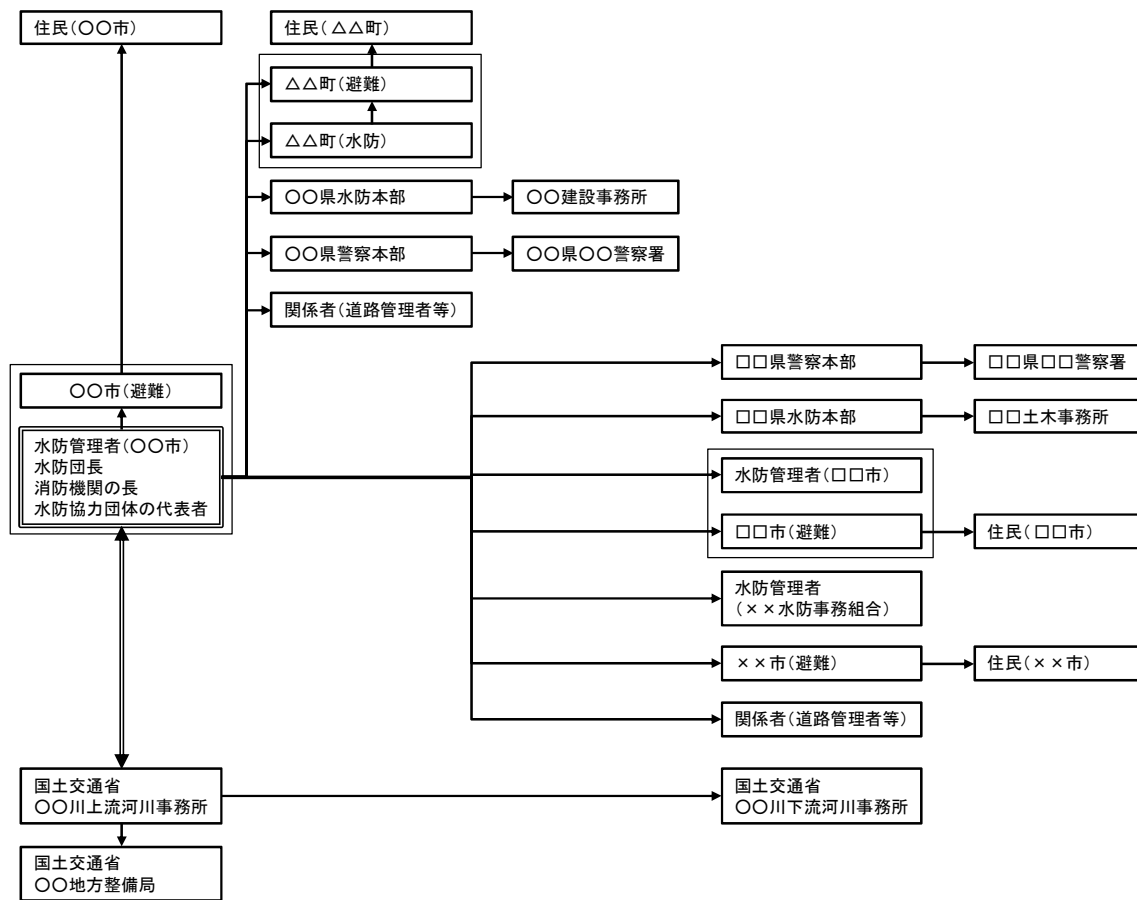 住民(〇〇市)
住民(△△町)
△△町(避難)
△△町(水防)
〇〇県水防本部
〇〇建設事務所
〇〇県警察本部
〇〇県〇〇警察署
関係者(道路管理者等)
□□県警察本部
□□県□□警察署
〇〇市(避難)
□□県水防本部
□□土木事務所
水防管理者(〇〇市)
水防団長
消防機関の長
水防協力団体の代表者
水防管理者(□□市)
□□市(避難)
住民(□□市)
水防管理者
(××水防事務組合)
××市(避難)
住民(××市)
関係者(道路管理者等)
国土交通省
〇〇川上流河川事務所
国土交通省
〇〇川下流河川事務所
国土交通省
〇〇地方整備局